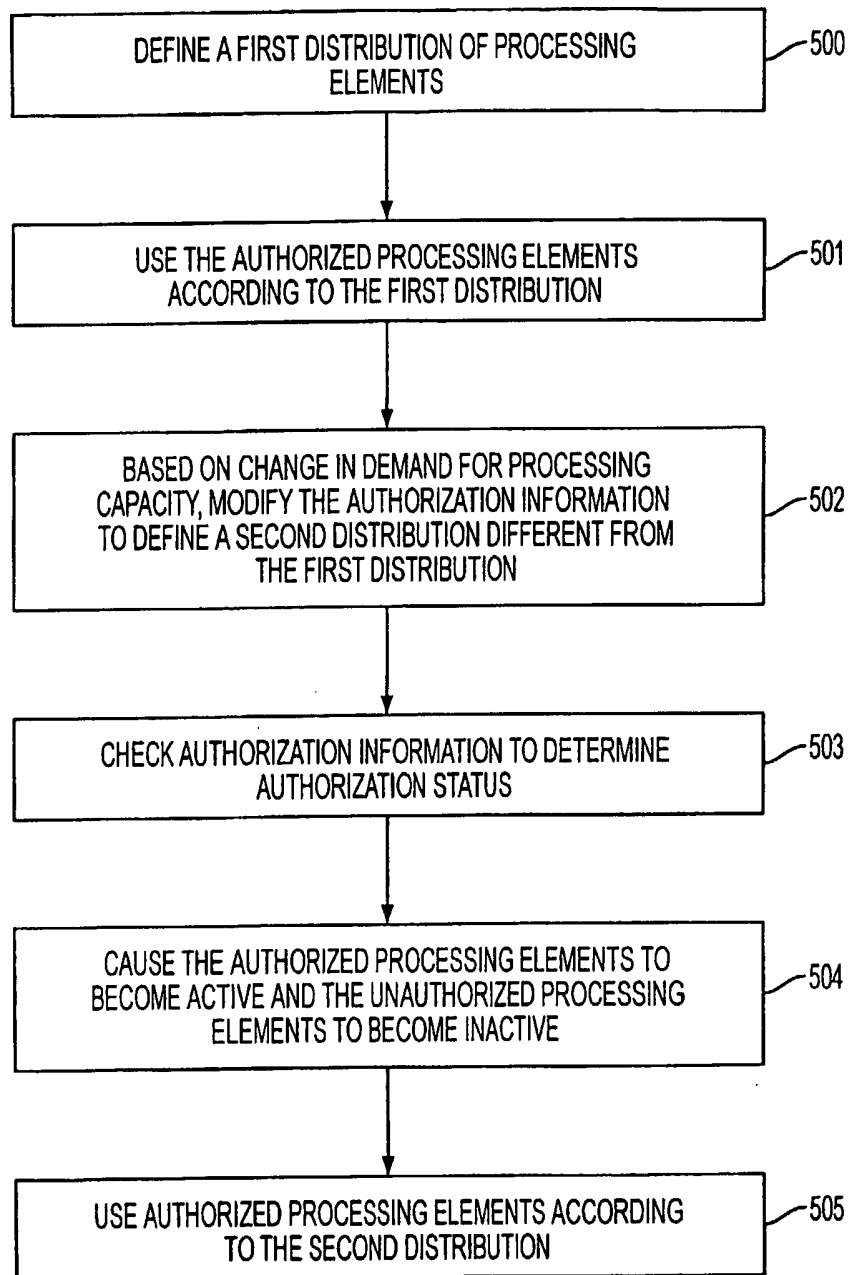 DEFINE A FIRST DISTRIBUTION OF PROCESSING
ELEMENTS
500
USE THE AUTHORIZED PROCESSING ELEMENTS
ACCORDING TO THE FIRST DISTRIBUTION
501
BASED ON CHANGE IN DEMAND FOR PROCESSING
CAPACITY, MODIFY THE AUTHORIZATION INFORMATION
TO DEFINE A SECOND DISTRIBUTION DIFFERENT FROM
THE FIRST DISTRIBUTION
502
CHECK AUTHORIZATION INFORMATION TO DETERMINE
AUTHORIZATION STATUS
503
CAUSE THE AUTHORIZED PROCESSING ELEMENTS TO
BECOME ACTIVE AND THE UNAUTHORIZED PROCESSING
ELEMENTS TO BECOME INACTIVE
504
USE AUTHORIZED PROCESSING ELEMENTS ACCORDING
TO THE SECOND DISTRIBUTION
505